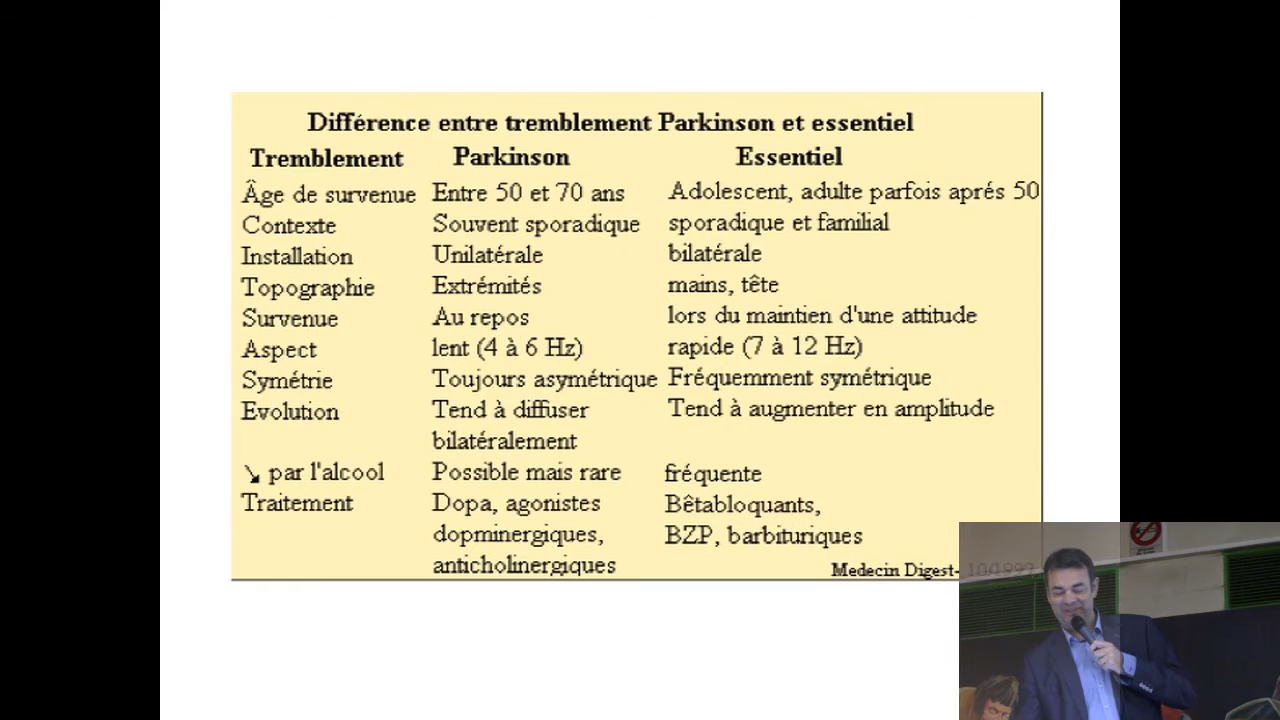 Différence entre tremblement Parkinson et essentiel
Tremblement Parkinson Essentiel
Âge de survenue Entre 50 et 70 ans Adolescent, adulte parfois aprés 50
Contexte Souvent sporadique sporadique et familial
Installation Unilatérale bilatérale
Topographie Extrémités mains, tête
Survenue Au repos lors du maintien d'une attitude
Aspect lent (4 à 6 Hz) rapide (7 à 12 Hz)
Symétrie Toujours asymétrique Fréquemment symétrique
Evolution Tend à diffuser Tend à augmenter en amplitude
bilatéralement
↘ par l'alcool Possible mais rare fréquente
Traitement Dopa, agonistes Bêtabloquants,
dopminergiques, BZP, barbituriques
anticholinergiques
Medecin Digest-